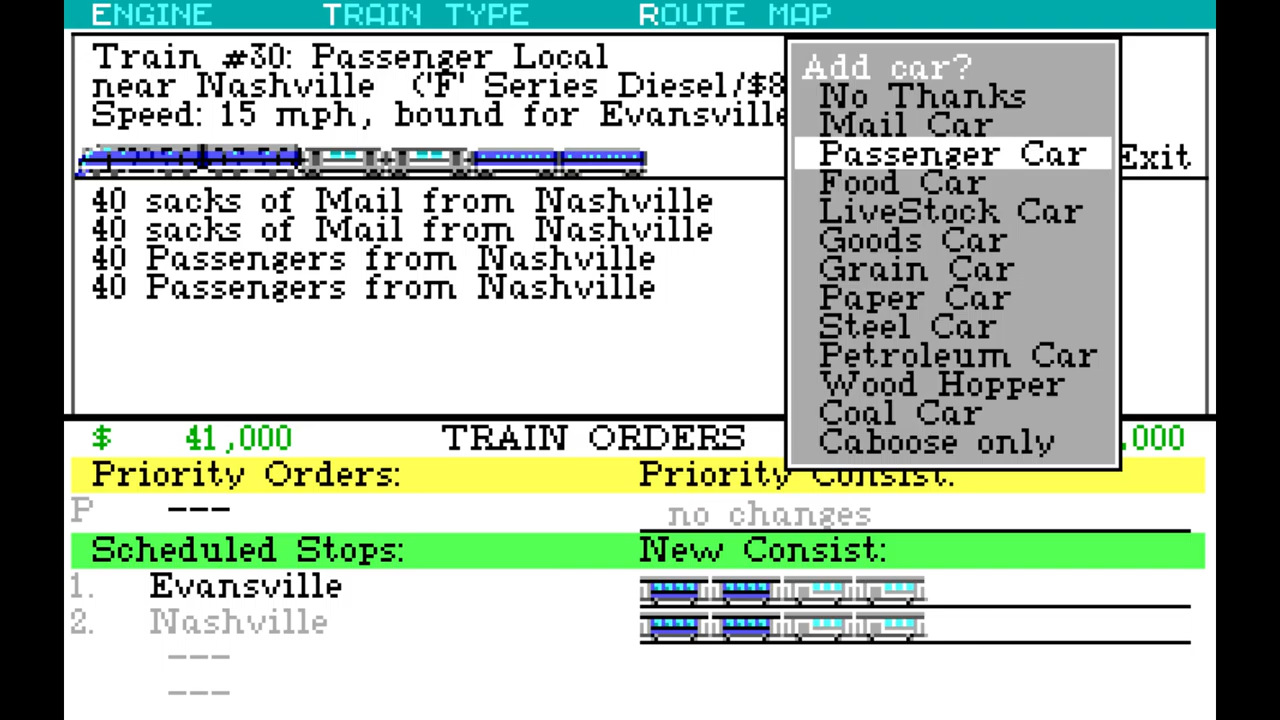 ENGINE TRAIN TYPE ROUTE MAP
Train #30: Passenger Local
near Nashville ('F' Series Diesel/$8
Speed: 15 mph, bound for Evansville
Exit
40 sacks of Mail from Nashville
40 sacks of Mail from Nashville
40 Passengers from Nashville
40 Passengers from Nashville
Add car?
No Thanks
Mail Car
Passenger Car
Food Car
LiveStock Car
Goods Car
Grain Car
Paper Car
Steel Car
Petroleum Car
Wood Hopper
Coal Car
Caboose only
$ 41,000 TRAIN ORDERS ,000
Priority Orders: Priority Consist:
P --- no changes
Scheduled Stops: New Consist:
1. Evansville
2. Nashville
---
---